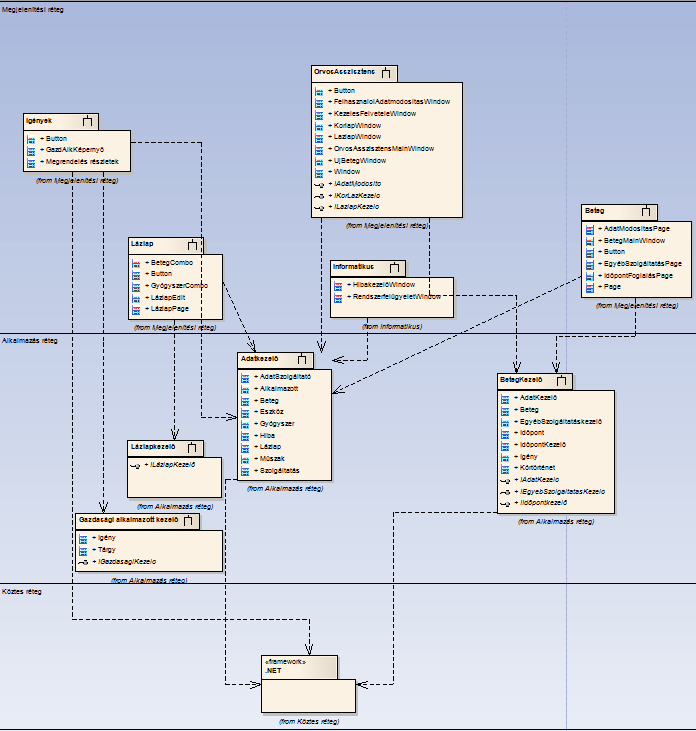 Megjelenítési réteg
OrvosAsszisztens
+ Button
+ FelhasznaloiAdatmodositasWindow
+ KezelesFelveteleWindow
+ KorlapWindow
+ LazlapWindow
+ OrvosAsszisztensMainWindow
+ UjBetegWindow
+ Window
+ IAdatModosito
+ IKorLazKezelo
+ ILazlapKezelo
(from Megjelenítési réteg)
Igények
+ Button
+ GazdAlkKépernyő
+ Megrendelés részletek
(from Megjelenítési réteg)
Beteg
+ AdatModosításPage
+ BetegMainWindow
+ Button
+ EgyébSzolgáltatásPage
+ IdőpontFoglalásPage
+ Page
(from Megjelenítési réteg)
Lázlap
+ BetegCombo
+ Button
+ GyógyszerCombo
+ LázlapEdit
+ LázlapPage
(from Megjelenítési réteg)
Informatikus
+ HibakezelőWindow
+ RendszerfelügyeletWindow
(from Informatikus)
Alkalmazás réteg
Adatkezelő
+ AdatSzolgáltató
+ Alkalmazott
+ Beteg
+ Eszköz
+ Gyógyszer
+ Hiba
+ Lázlap
+ Műszak
+ Szolgáltatás
(from Alkalmazás réteg)
BetegKezelő
+ AdatKezelő
+ Beteg
+ EgyébSzolgáltatáskezelő
+ Időpont
+ IdőpontKezelő
+ Igény
+ Kórtörténet
+ IAdatKezelo
+ IEgyebSzolgaltatasKezelo
+ IIdopontkezelo
(from Alkalmazás réteg)
Lázlapkezelő
+ ILázlapKezelő
(from Alkalmazás réteg)
Gazdasági alkalmazott kezelő
+ Igény
+ Tárgy
+ IGazdasagiKezelo
(from Alkalmazás réteg)
Köztes réteg
«framework»
.NET
(from Köztes réteg)